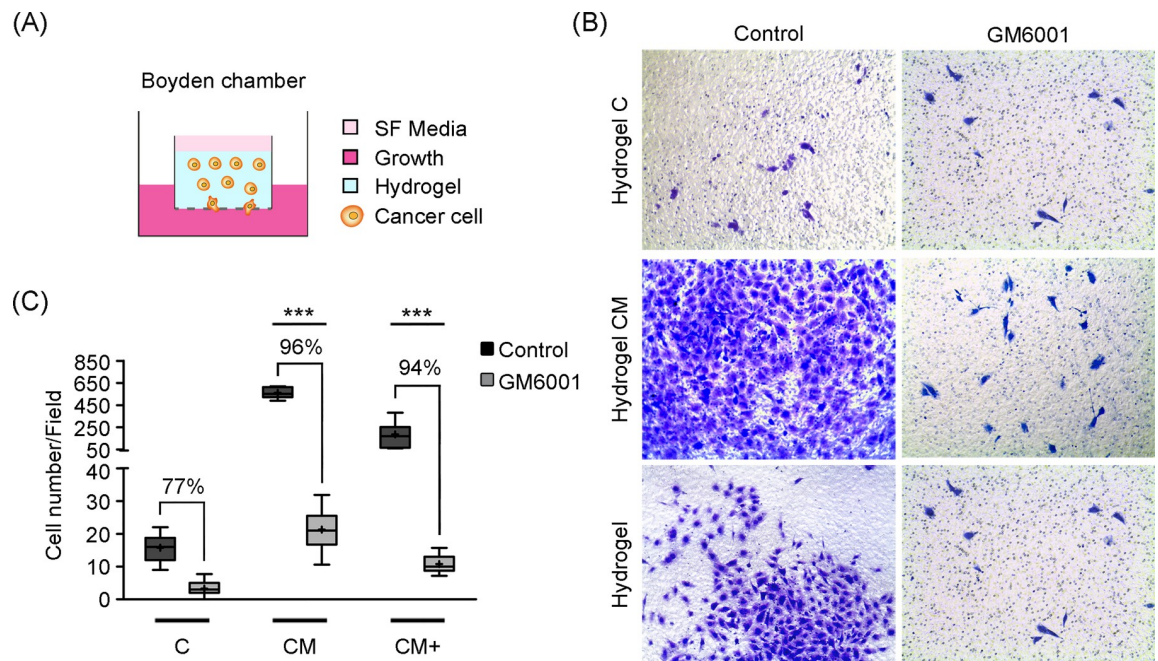 (A)
Boyden chamber
SF Media
Growth
Hydrogel
Cancer cell
(B)
Control
GM6001
Hydrogel C
Hydrogel CM
Hydrogel
(C)
Cell number/Field
850
650
450
250
50
40
30
20
10
0
77%
***
96%
***
94%
Control
GM6001
C
CM
CM+